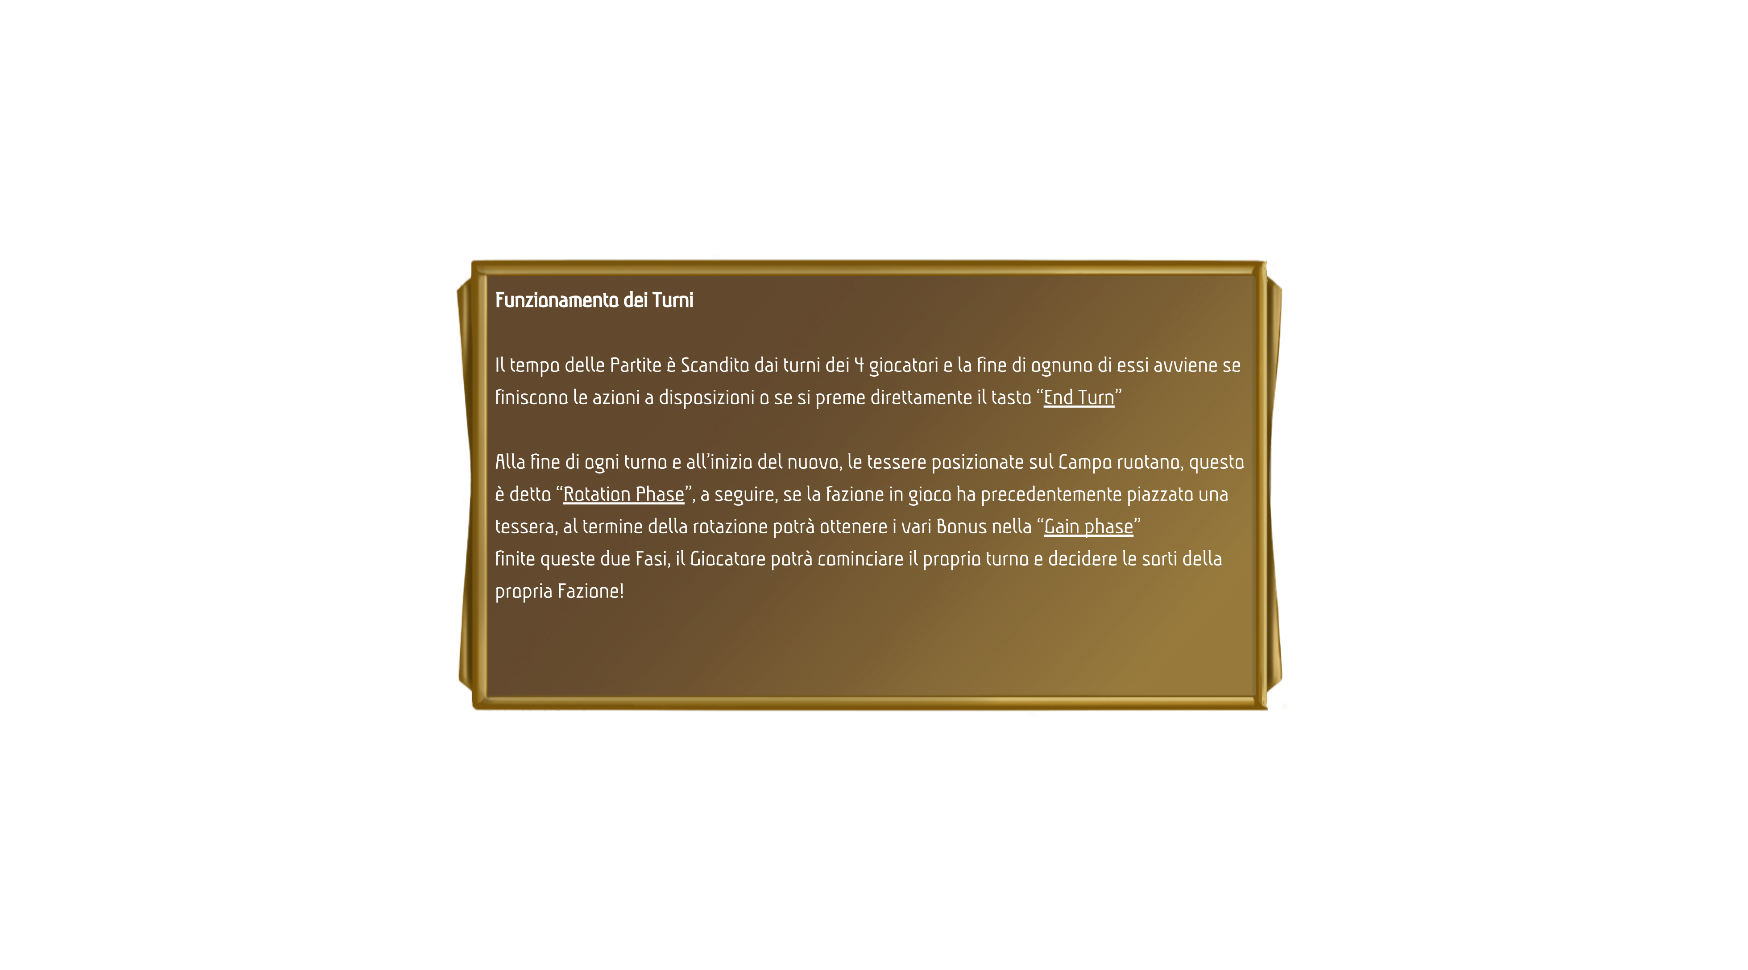 Funzionamento dei Turni
Il tempo delle Partite è Scandito dai turni dei 4 giocatori e la fine di ognuno di essi avviene se
finiscono le azioni a disposizioni o se si preme direttamente il tasto “End Turn”
Alla fine di ogni turno e all’inizio del nuovo, le tessere posizionate sul Campo ruotano, questo
è detto “Rotation Phase”, a seguire, se la fazione in gioco ha precedentemente piazzato una
tessera, al termine della rotazione potrà ottenere i vari Bonus nella “Gain phase”
finite queste due Fasi, il Giocatore potrà cominciare il proprio turno e decidere le sorti della
propria Fazione!